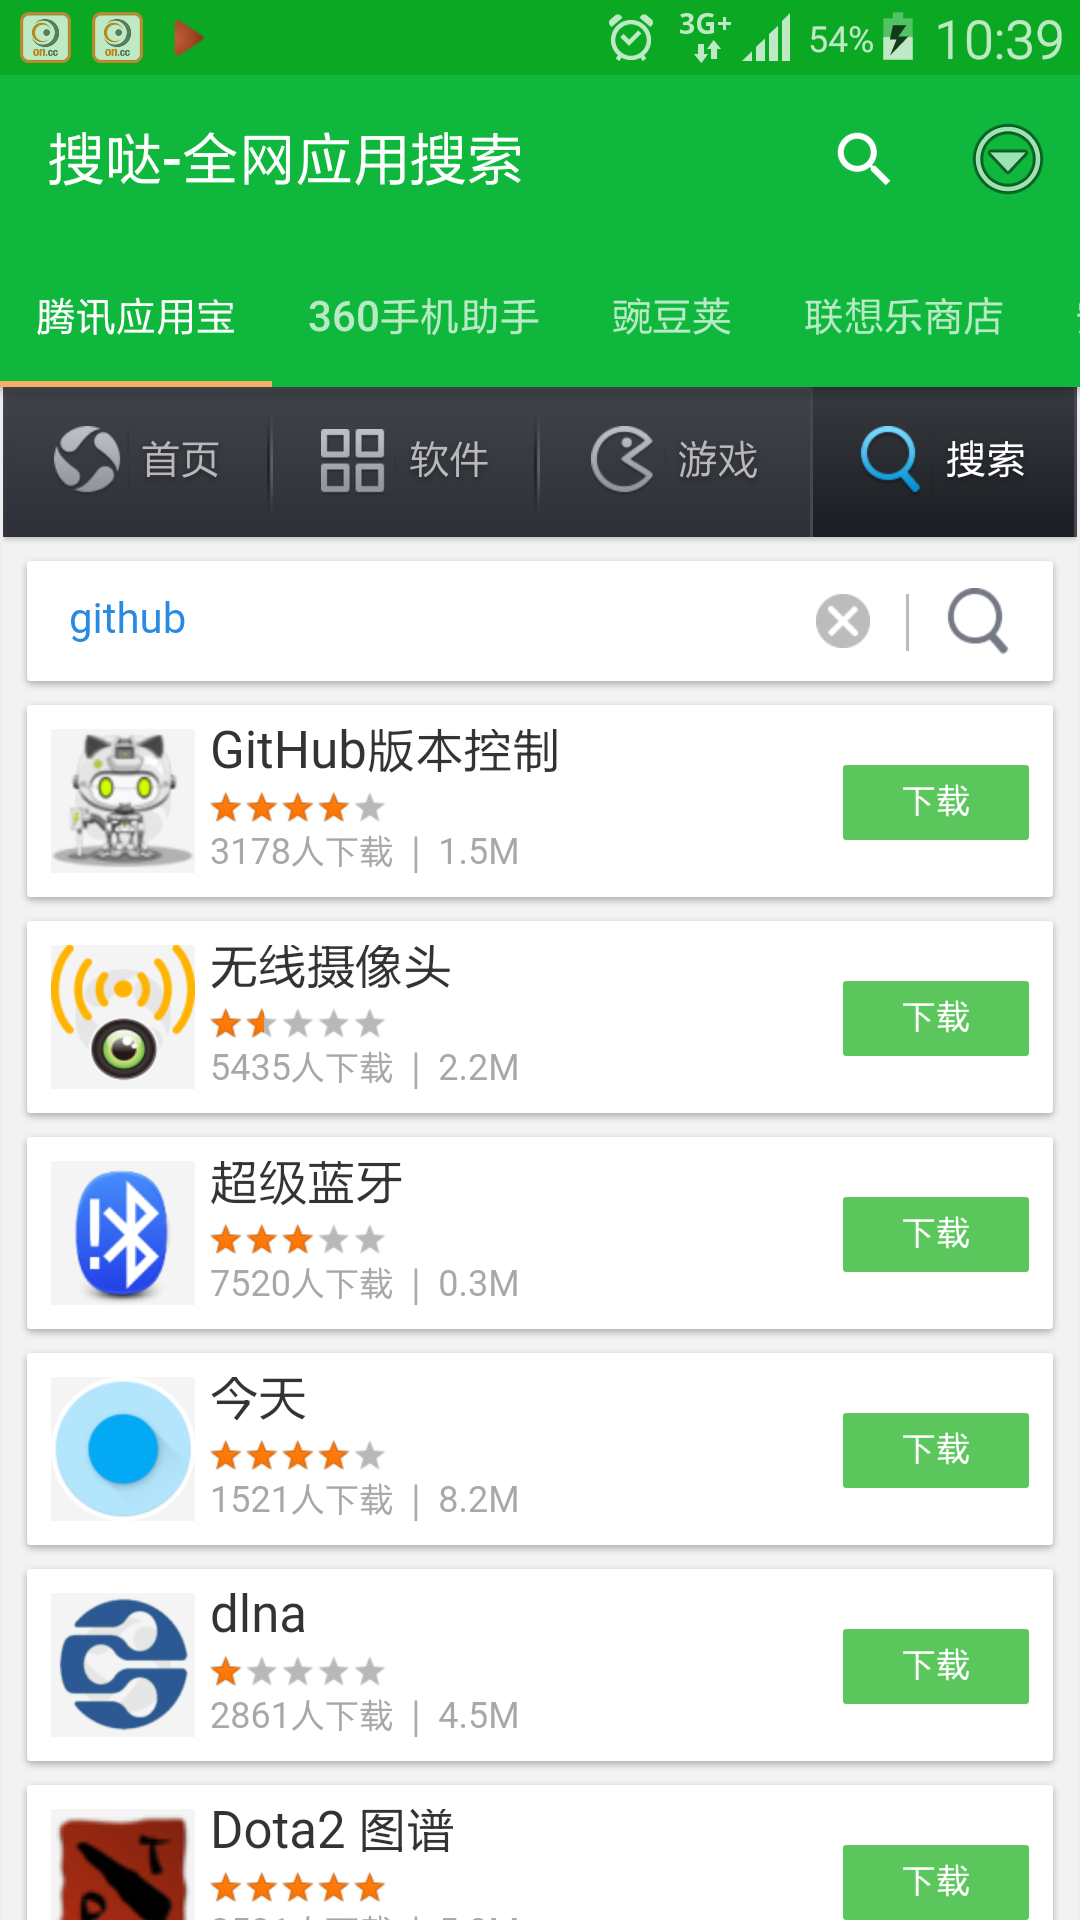 on.cc on.cc 3G+ 54% 10:39
搜哒-全网应用搜索
腾讯应用宝 360手机助手 豌豆荚 联想乐商店
首页 软件 游戏 搜索
github
GitHub版本控制
下载
3178人下载 | 1.5M
无线摄像头
下载
5435人下载 | 2.2M
超级蓝牙
下载
7520人下载 | 0.3M
今天
下载
1521人下载 | 8.2M
dlna
下载
2861人下载 | 4.5M
Dota2 图谱
下载